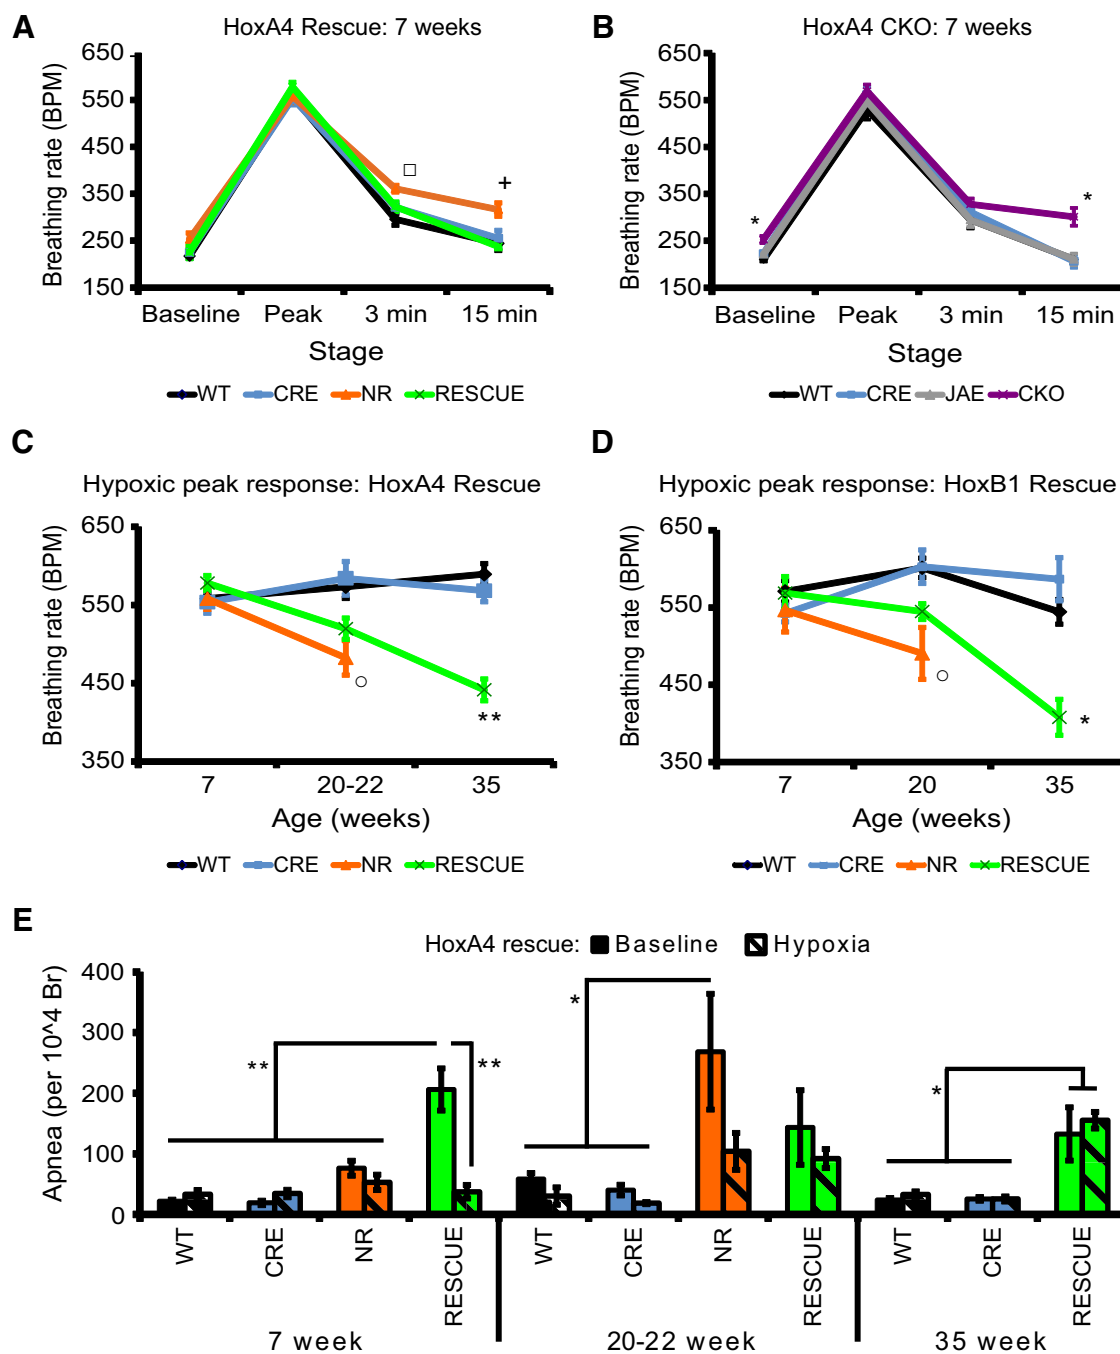 A
HoxA4 Rescue: 7 weeks
Breathing rate (BPM)
650
550
450
350
250
150
□
+
Baseline Peak 3 min 15 min
Stage
WT CRE NR RESCUE
B
HoxA4 CKO: 7 weeks
Breathing rate (BPM)
650
550
450
350
250
150
*
*
Baseline Peak 3 min 15 min
Stage
WT CRE JAE CKO
C
Hypoxic peak response: HoxA4 Rescue
Breathing rate (BPM)
650
550
450
350
○
**
7 20-22 35
Age (weeks)
WT CRE NR RESCUE
D
Hypoxic peak response: HoxB1 Rescue
Breathing rate (BPM)
650
550
450
350
○
*
7 20 35
Age (weeks)
WT CRE NR RESCUE
E
HoxA4 rescue: Baseline Hypoxia
Apnea (per 10^4 Br)
400
300
200
100
0
**
**
*
*
WT CRE NR RESCUE WT CRE NR RESCUE WT CRE RESCUE
7 week 20-22 week 35 week